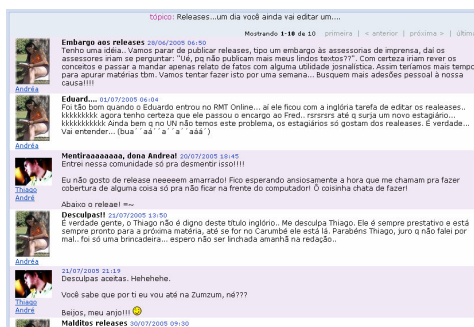 tópico: Releases...um dia você ainda vai editar um....
Mostrando 1-10 de 10 primeira | < anterior | próxima > | últim
Embargo aos releases 29/06/2005 06:50
Tenho uma idéia.. Vamos parar de publicar releases, tipo um embargo às assessorias de imprensa, daí os
assessores iriam se perguntar: "Ué, pq não publicam mais meus lindos textos??". Com certeza iriam rever os
conceitos e passar a mandar apenas relato de fatos com alguma utilidade josnalística. Assim teríamos mais tempo
para apurar matérias tbm. Vamos tentar fazer isto por uma semana... Busquem mais adesões pessoal à nossa
causa!!!!
Andréa
Eduard.... 01/07/2005 06:04
Foi tão bom quando o Eduardo entrou no RMT Online... aí ele ficou com a inglória tarefa de editar os realeases..
kkkkkkkkkk agora tenho certeza que ele passou o encargo ao Fred.. rsrsrsrs até q surja um novo estagiário...
kkkkkkkkkkk Ainda bem q no UN não temos este problema, os estagiários só gostam dos realeases. É verdade...
Vai entender... (bua´´aá´´a´´a´´aáá´)
Andréa
Mentiraaaaaaa, dona Andrea! 20/07/2005 18:45
Entrei nessa comunidade só pra desmentir isso!!!!
Eu não gosto de release neeeeem amarrado! Fico esperando ansiosamente a hora que me chamam pra fazer
cobertura de alguma coisa só pra não ficar na frente do computador! Ô coisinha chata de fazer!
Abaixo o releae! =~
Thiago
André
Desculpas!! 21/07/2005 13:50
É verdade gente, o Thiago não é digno deste título inglório.. Me desculpa Thiago. Ele é sempre prestativo e está
sempre pronto para a próxima matéria, até se for no Carumbé ele está lá. Parabéns Thiago, juro q não falei por
mal.. foi só uma brincadeira... espero não ser linchada amanhã na redação..
Andréa
21/07/2005 21:19
Desculpas aceitas. Hehehehe.
Você sabe que por ti eu vou até na Zumzum, né???
Beijos, meu anjo!!!
Thiago
André
Malditos releases 30/07/2005 09:30